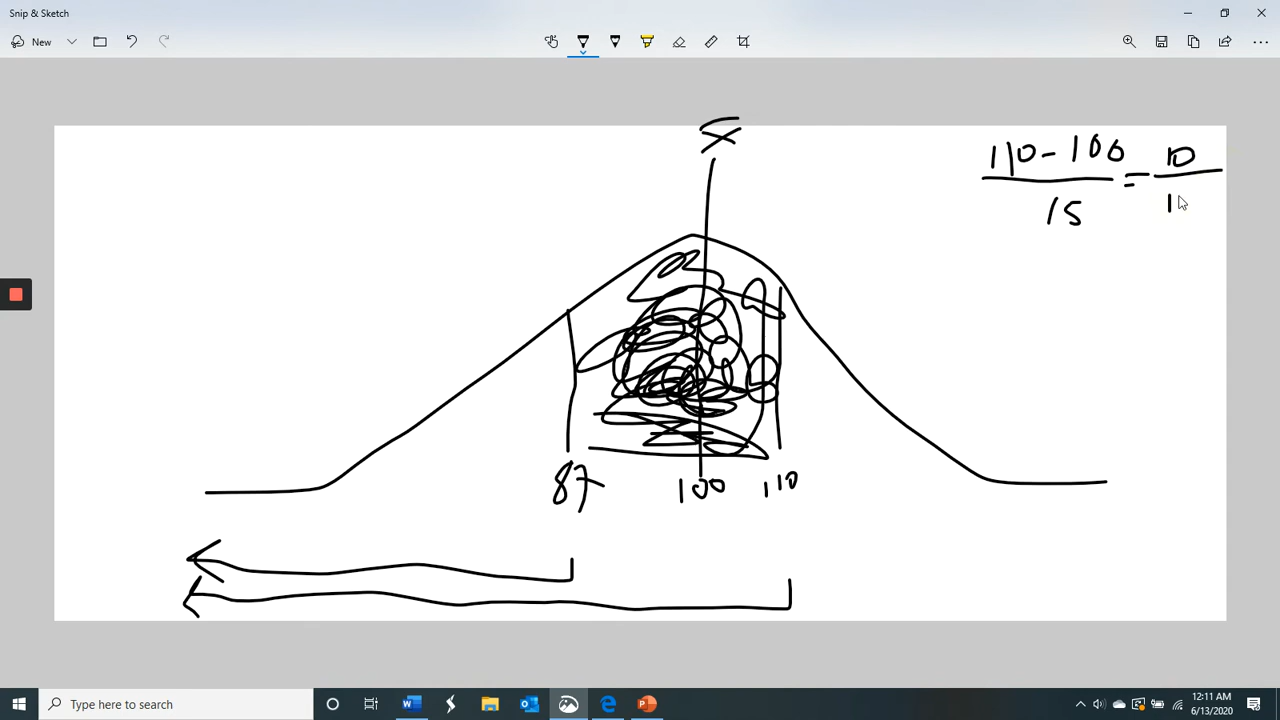 Snip & Sketch
New
X̄
110 - 100 = 10
15 1
87 100 110
Type here to search
12:11 AM
6/13/2020